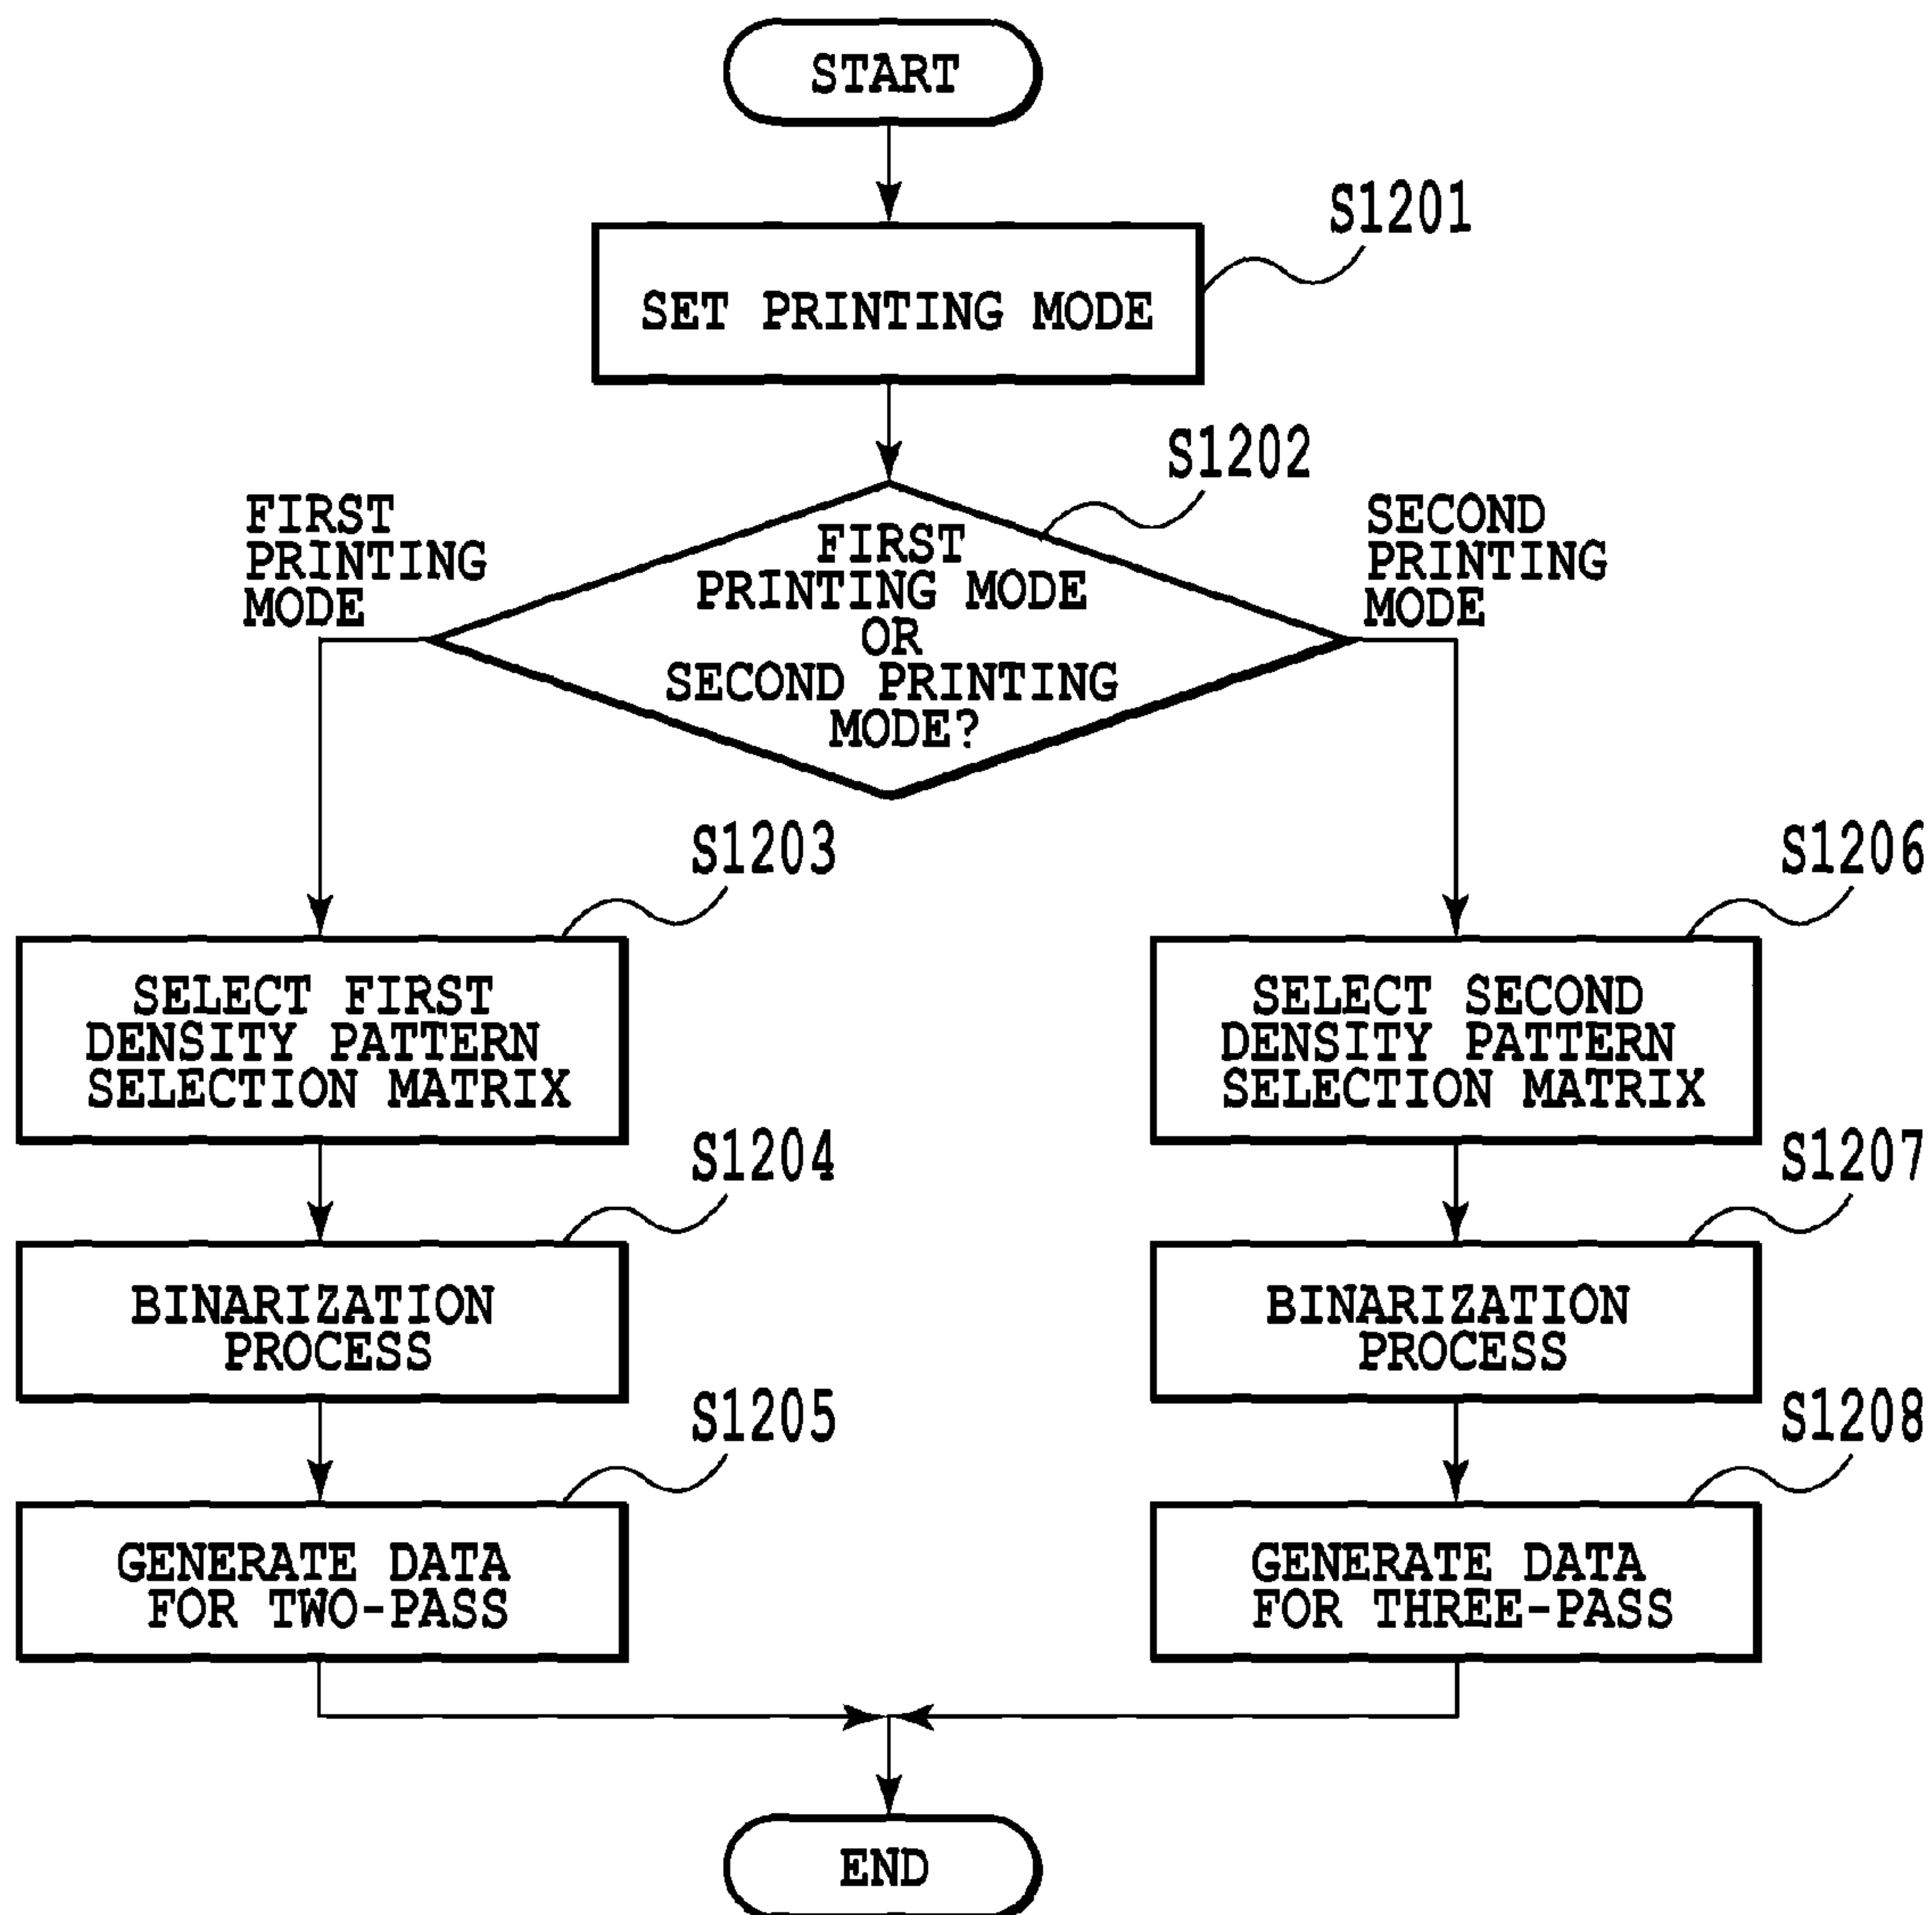 START
S1201
SET PRINTING MODE
S1202
FIRST
PRINTING
MODE
FIRST
PRINTING MODE
OR
SECOND PRINTING
MODE?
SECOND
PRINTING
MODE
S1203
SELECT FIRST
DENSITY PATTERN
SELECTION MATRIX
S1204
BINARIZATION
PROCESS
S1205
GENERATE DATA
FOR TWO-PASS
S1206
SELECT SECOND
DENSITY PATTERN
SELECTION MATRIX
S1207
BINARIZATION
PROCESS
S1208
GENERATE DATA
FOR THREE-PASS
END